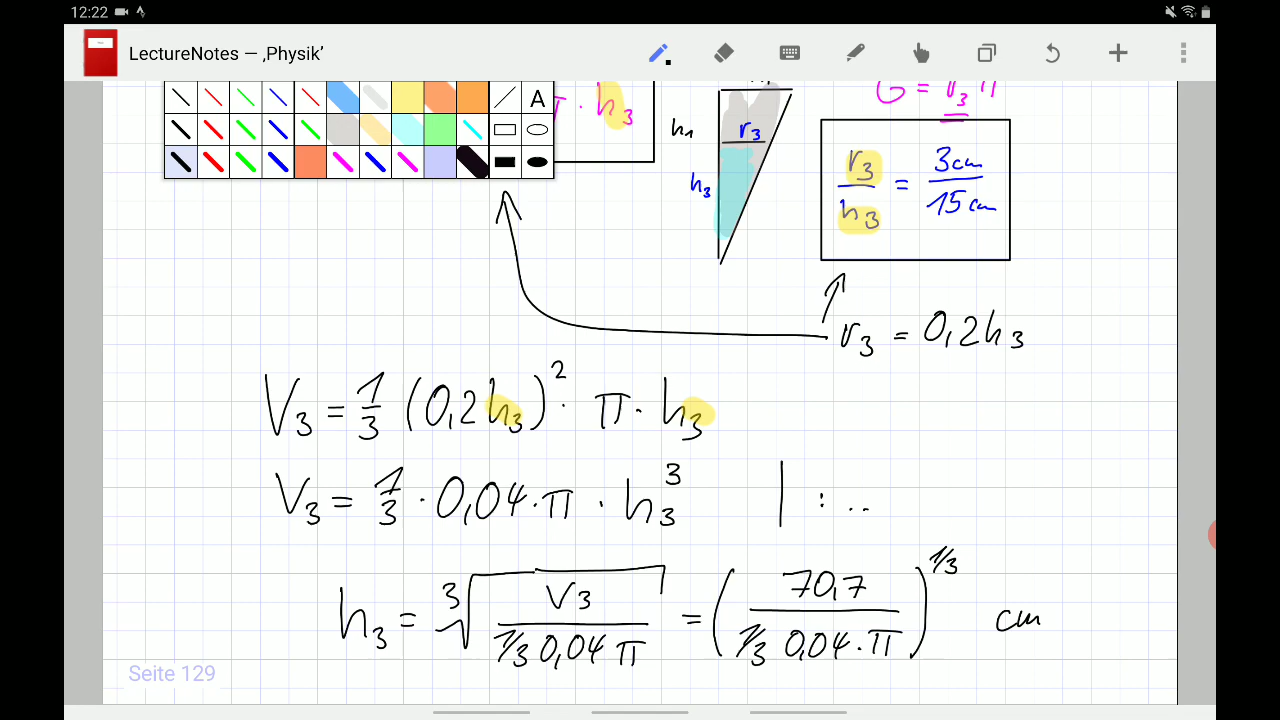 12:22
LectureNotes — ‚Physik’
A
· h₃
G = r₃ π
h₁
r₃
h₃
r₃/h₃ = 3cm/15cm
r₃ = 0,2h₃
V₃ = 1/3 (0,2h₃)² · π · h₃
V₃ = 1/3 · 0,04 · π · h₃³ | : ..
h₃ = ³√(V₃ / (1/3 0,04 π)) = (70,7 / (1/3 0,04 · π))^1/3 cm
Seite 129